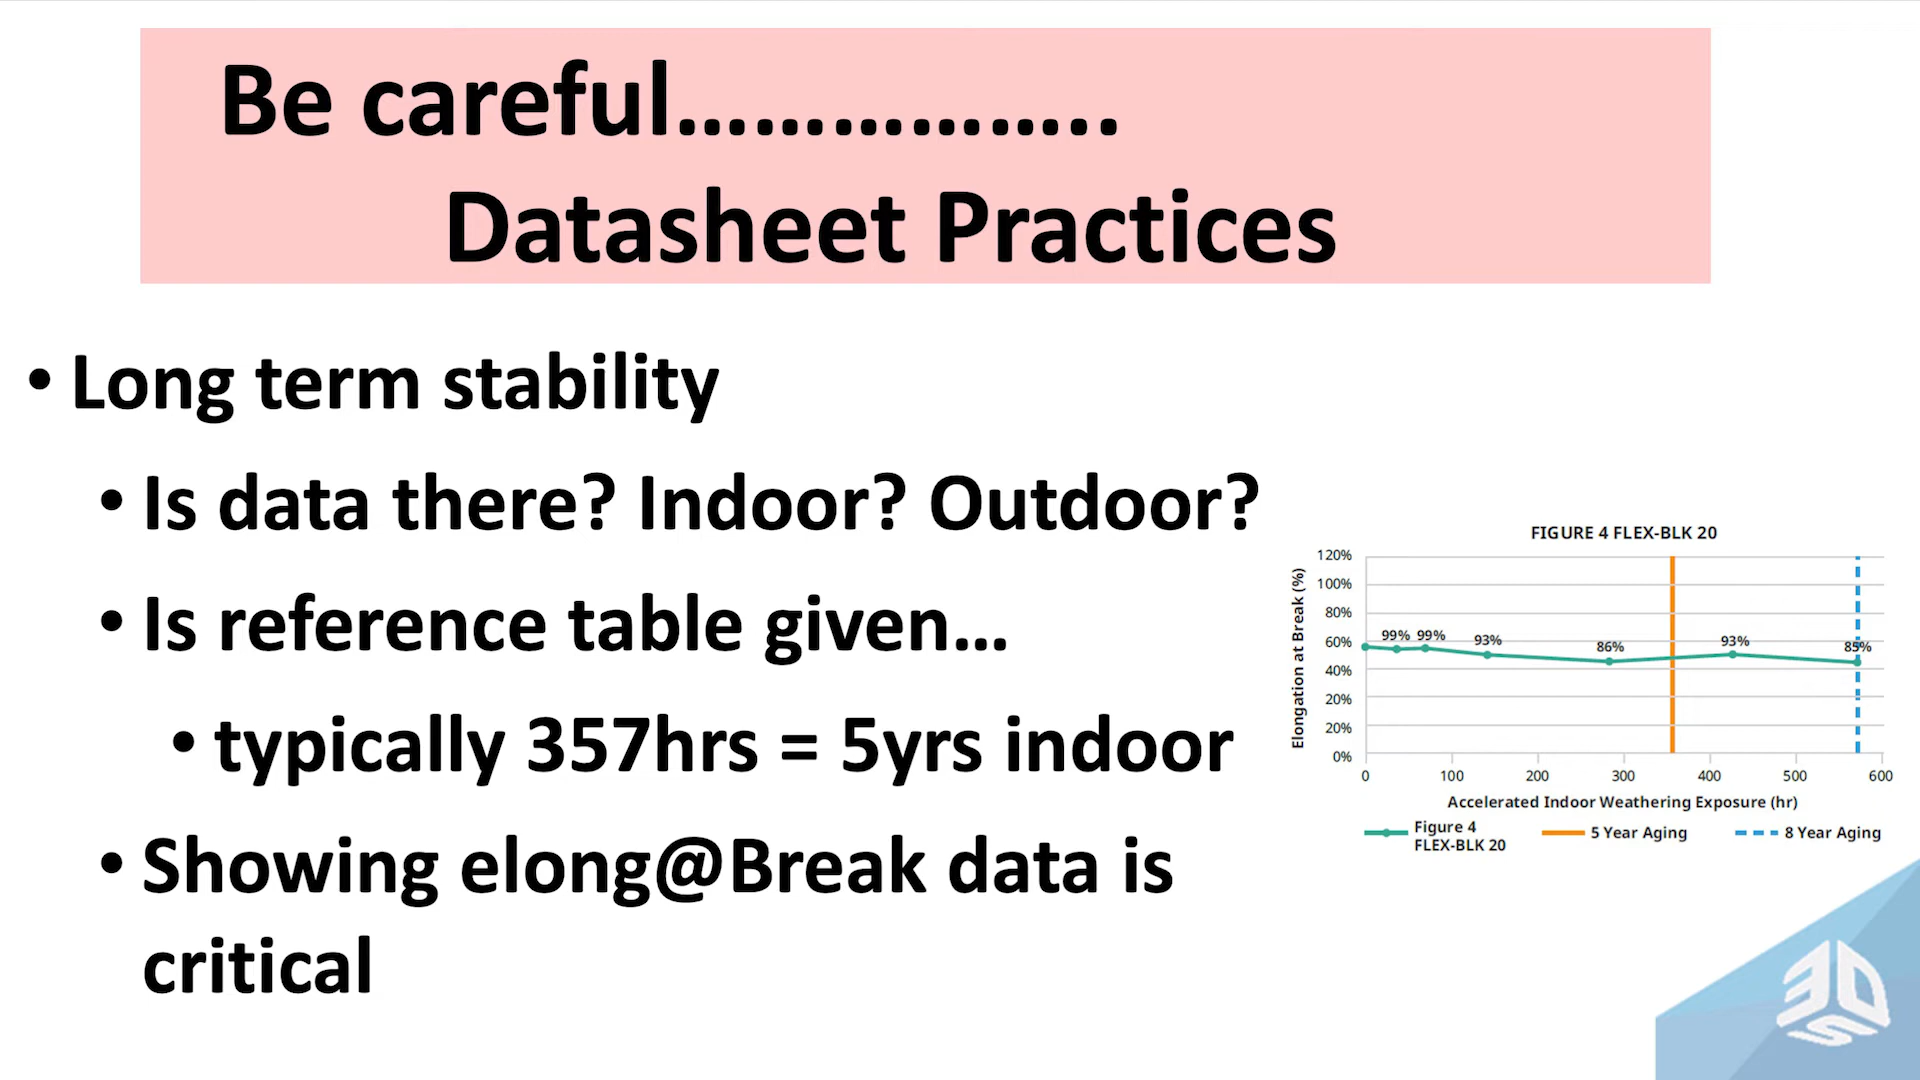 Be careful……………..
Datasheet Practices
• Long term stability
• Is data there? Indoor? Outdoor?
• Is reference table given…
• typically 357hrs = 5yrs indoor
• Showing elong@Break data is
critical
FIGURE 4 FLEX-BLK 20
Elongation at Break (%)
120%
100%
80%
60%
40%
20%
20%
0%
99% 99% 93% 86% 93% 85%
0 100 200 300 400 500 600
Accelerated Indoor Weathering Exposure (hr)
Figure 4
FLEX-BLK 20
5 Year Aging
8 Year Aging
3DS